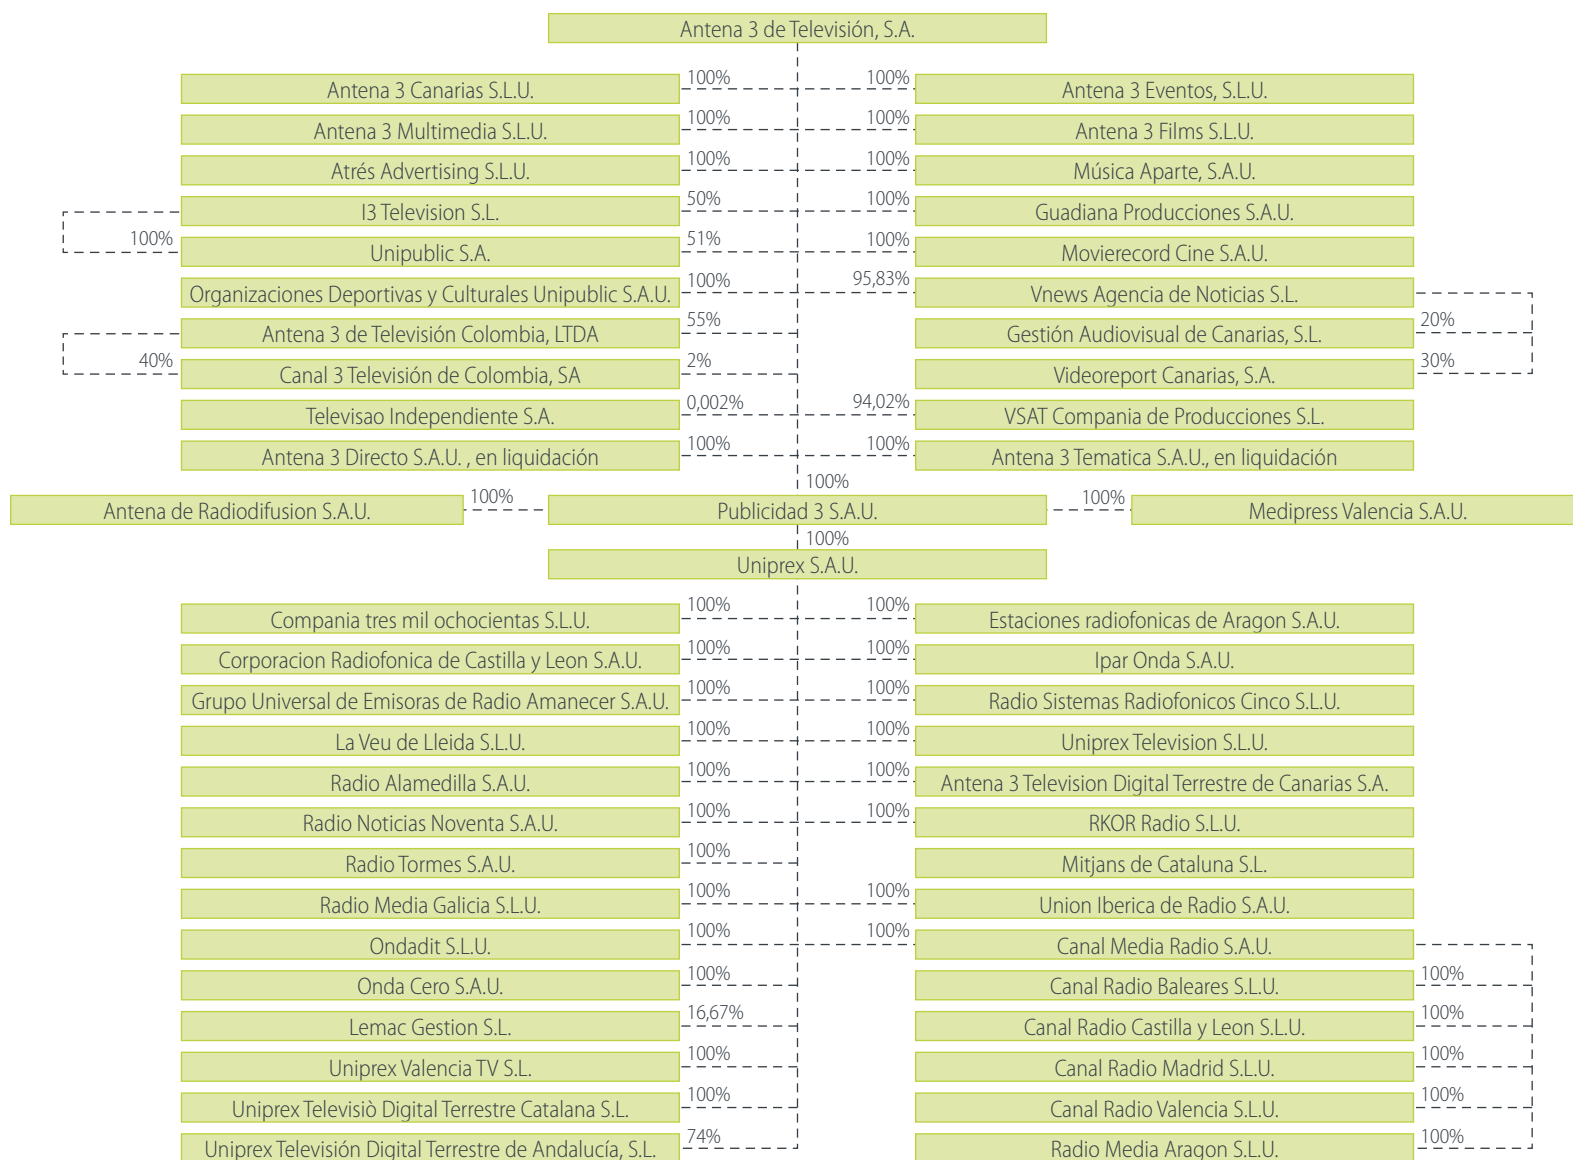 Antena 3 de Televisión, S.A.
Antena 3 Canarias S.L.U. 100% 100% Antena 3 Eventos, S.L.U.
Antena 3 Multimedia S.L.U. 100% 100% Antena 3 Films S.L.U.
Atrés Advertising S.L.U. 100% 100% Música Aparte, S.A.U.
I3 Television S.L. 50% 100% Guadiana Producciones S.A.U.
100% Unipublic S.A. 51% 100% Movierecord Cine S.A.U.
Organizaciones Deportivas y Culturales Unipublic S.A.U. 100% 95,83% Vnews Agencia de Noticias S.L.
Antena 3 de Televisión Colombia, LTDA 55% Gestión Audiovisual de Canarias, S.L. 20%
40% Canal 3 Televisión de Colombia, SA 2% Videoreport Canarias, S.A. 30%
Televisao Independiente S.A. 0,002% 94,02% VSAT Compania de Producciones S.L.
Antena 3 Directo S.A.U. , en liquidación 100% 100% Antena 3 Tematica S.A.U., en liquidación
100%
Antena de Radiodifusion S.A.U. 100% Publicidad 3 S.A.U. 100% Medipress Valencia S.A.U.
100%
Uniprex S.A.U.
Compania tres mil ochocientas S.L.U. 100% 100% Estaciones radiofonicas de Aragon S.A.U.
Corporacion Radiofonica de Castilla y Leon S.A.U. 100% 100% Ipar Onda S.A.U.
Grupo Universal de Emisoras de Radio Amanecer S.A.U. 100% 100% Radio Sistemas Radiofonicos Cinco S.L.U.
La Veu de Lleida S.L.U. 100% 100% Uniprex Television S.L.U.
Radio Alamedilla S.A.U. 100% 100% Antena 3 Television Digital Terrestre de Canarias S.A.
Radio Noticias Noventa S.A.U. 100% 100% RKOR Radio S.L.U.
Radio Tormes S.A.U. 100% Mitjans de Cataluna S.L.
Radio Media Galicia S.L.U. 100% 100% Union Iberica de Radio S.A.U.
Ondadit S.L.U. 100% 100% Canal Media Radio S.A.U.
Onda Cero S.A.U. 100% Canal Radio Baleares S.L.U. 100%
Lemac Gestion S.L. 16,67% Canal Radio Castilla y Leon S.L.U. 100%
Uniprex Valencia TV S.L. 100% Canal Radio Madrid S.L.U. 100%
Uniprex Televisiò Digital Terrestre Catalana S.L. 100% Canal Radio Valencia S.L.U. 100%
Uniprex Televisión Digital Terrestre de Andalucía, S.L. 74% Radio Media Aragon S.L.U. 100%